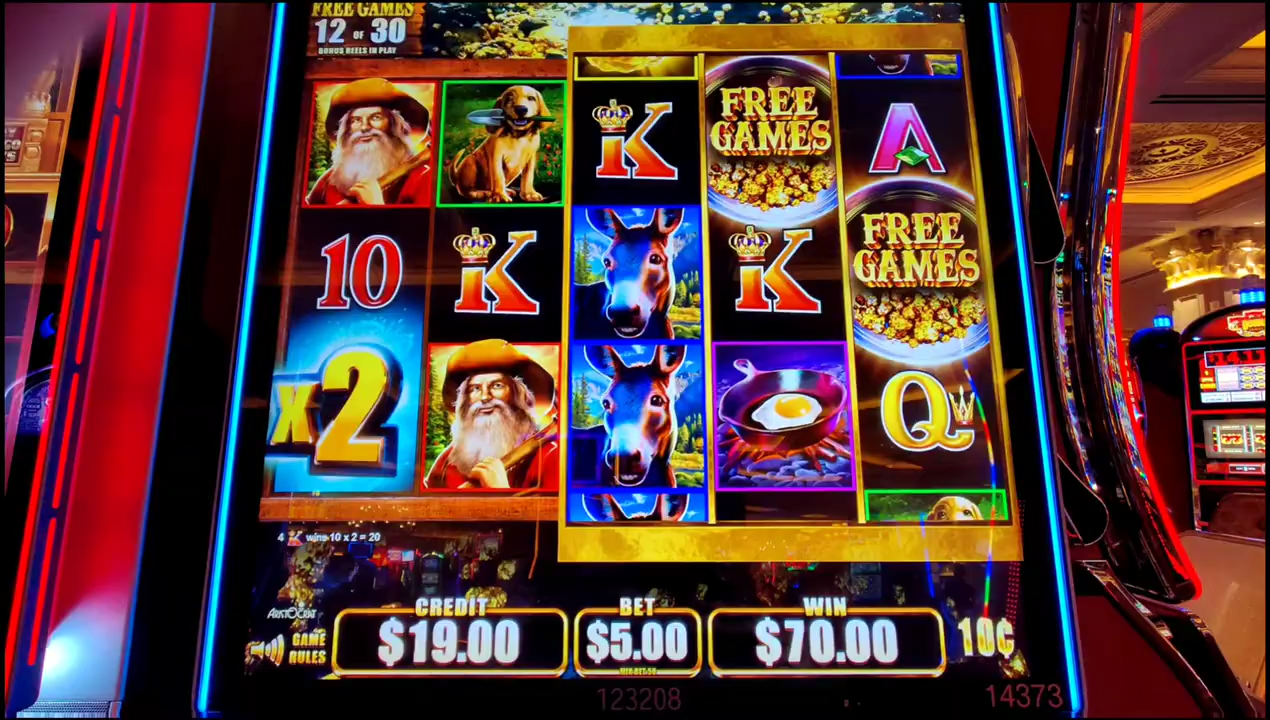 FREE GAMES
12 OF 30
BONUS REELS IN PLAY
K
FREE
GAMES
A
10
K
K
FREE
GAMES
x2
Q
4 K wins 10 x 2 = 20
ARISTOCRAT
CREDIT
BET
WIN
GAME
RULES
$19.00
$5.00
$70.00
10¢
123208
14373